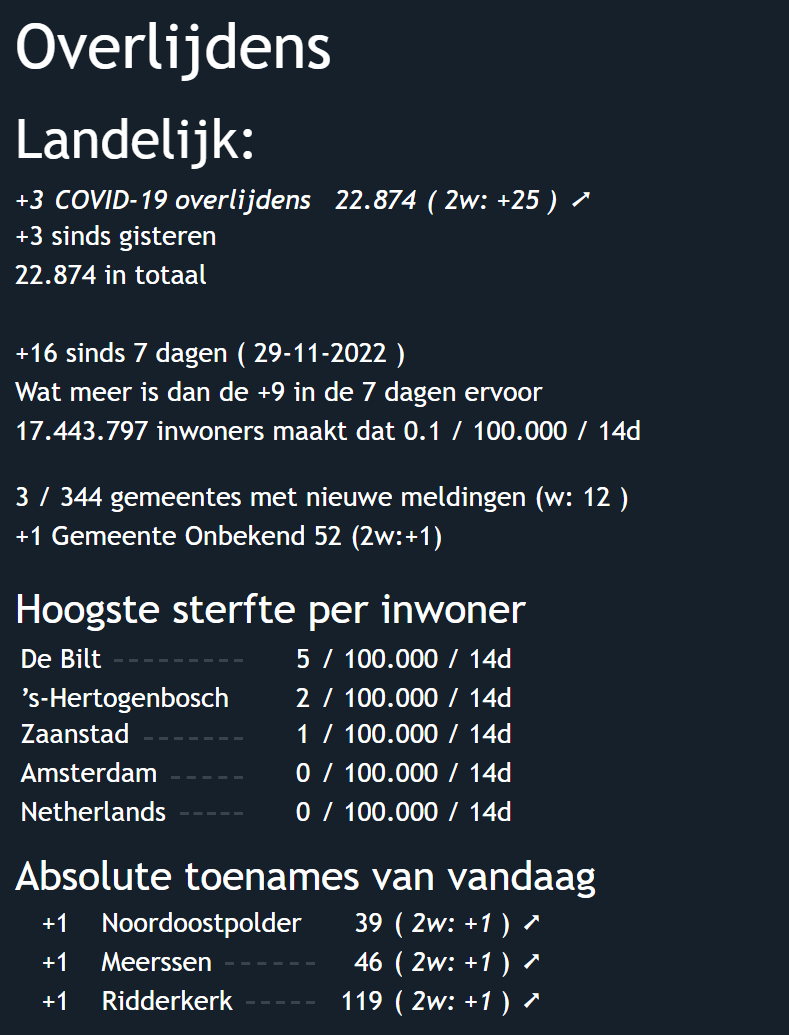 Overlijdens
Landelijk:
+3 COVID-19 overlijdens 22.874 ( 2w: +25 ) ➚
+3 sinds gisteren
22.874 in totaal
+16 sinds 7 dagen ( 29-11-2022 )
Wat meer is dan de +9 in de 7 dagen ervoor
17.443.797 inwoners maakt dat 0.1 / 100.000 / 14d
3 / 344 gemeentes met nieuwe meldingen (w: 12 )
+1 Gemeente Onbekend 52 (2w:+1)
Hoogste sterfte per inwoner
De Bilt --------- 5 / 100.000 / 14d
’s-Hertogenbosch 2 / 100.000 / 14d
Zaanstad ------- 1 / 100.000 / 14d
Amsterdam ----- 0 / 100.000 / 14d
Netherlands ----- 0 / 100.000 / 14d
Absolute toenames van vandaag
+1 Noordoostpolder 39 ( 2w: +1 ) ➚
+1 Meerssen ------ 46 ( 2w: +1 ) ➚
+1 Ridderkerk ----- 119 ( 2w: +1 ) ➚